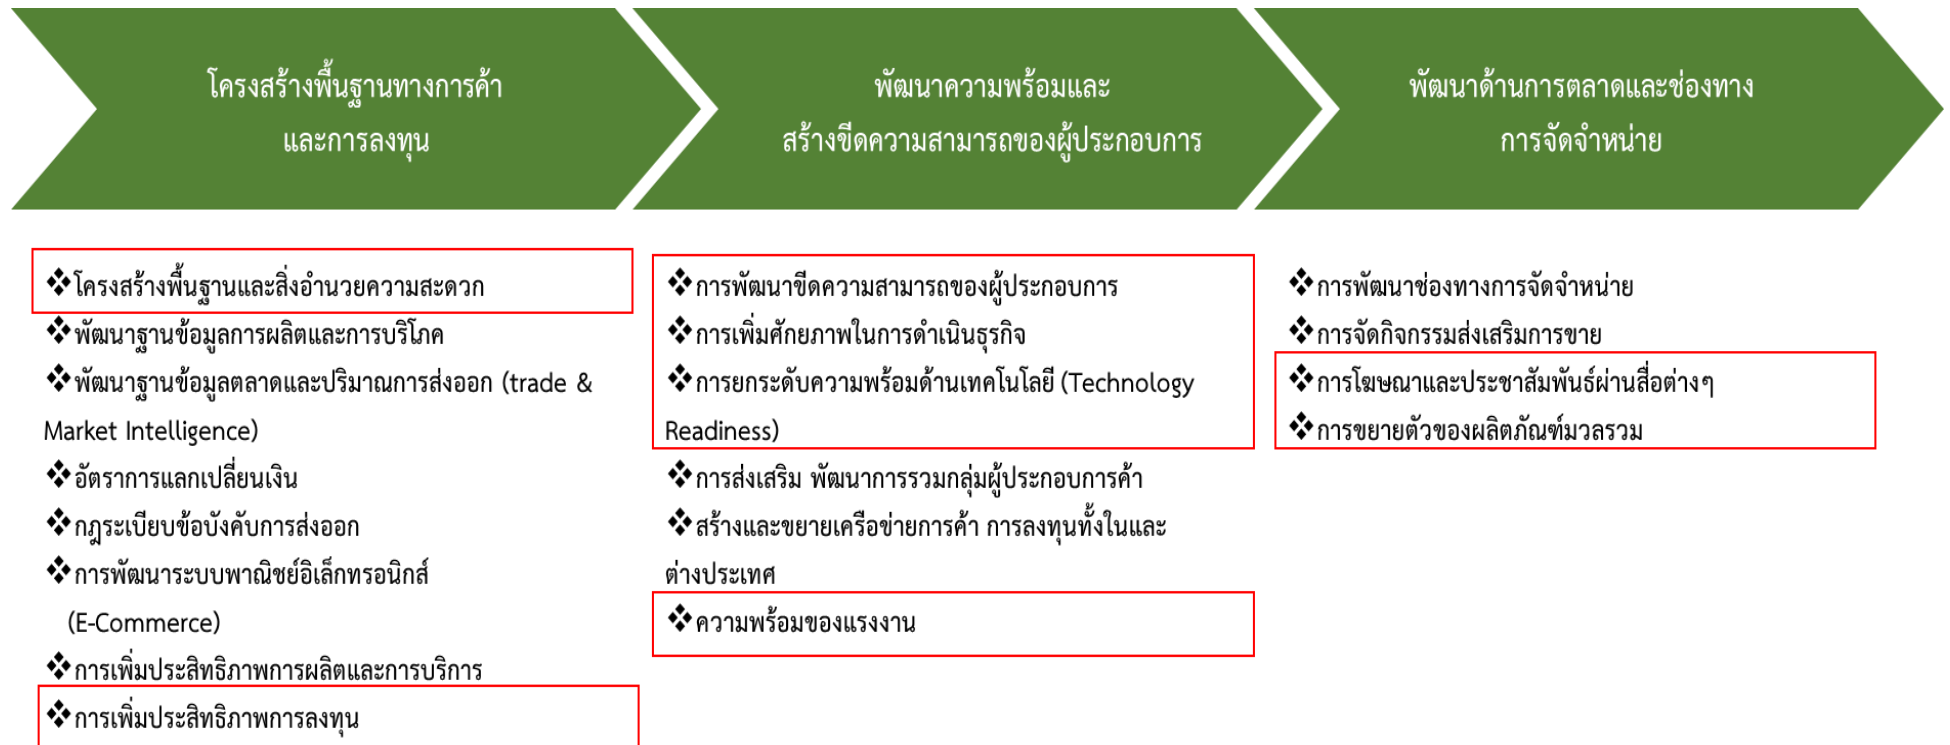 โครงสร้างพื้นฐานทางการค้า
และการลงทุน
พัฒนาความพร้อมและ
สร้างขีดความสามารถของผู้ประกอบการ
พัฒนาด้านการตลาดและช่องทาง
การจัดจำหน่าย
❖โครงสร้างพื้นฐานและสิ่งอำนวยความสะดวก
❖พัฒนาฐานข้อมูลการผลิตและการบริโภค
❖พัฒนาฐานข้อมูลตลาดและปริมาณการส่งออก (trade &
Market Intelligence)
❖อัตราการแลกเปลี่ยนเงิน
❖กฎระเบียบข้อบังคับการส่งออก
❖การพัฒนาระบบพาณิชย์อิเล็กทรอนิกส์
(E-Commerce)
❖การเพิ่มประสิทธิภาพการผลิตและการบริการ
❖การเพิ่มประสิทธิภาพการลงทุน
❖การพัฒนาขีดความสามารถของผู้ประกอบการ
❖การเพิ่มศักยภาพในการดำเนินธุรกิจ
❖การยกระดับความพร้อมด้านเทคโนโลยี (Technology
Readiness)
❖การส่งเสริม พัฒนาการรวมกลุ่มผู้ประกอบการค้า
❖สร้างและขยายเครือข่ายการค้า การลงทุนทั้งในและ
ต่างประเทศ
❖ความพร้อมของแรงงาน
❖การพัฒนาช่องทางการจัดจำหน่าย
❖การจัดกิจกรรมส่งเสริมการขาย
❖การโฆษณาและประชาสัมพันธ์ผ่านสื่อต่างๆ
❖การขยายตัวของผลิตภัณฑ์มวลรวม